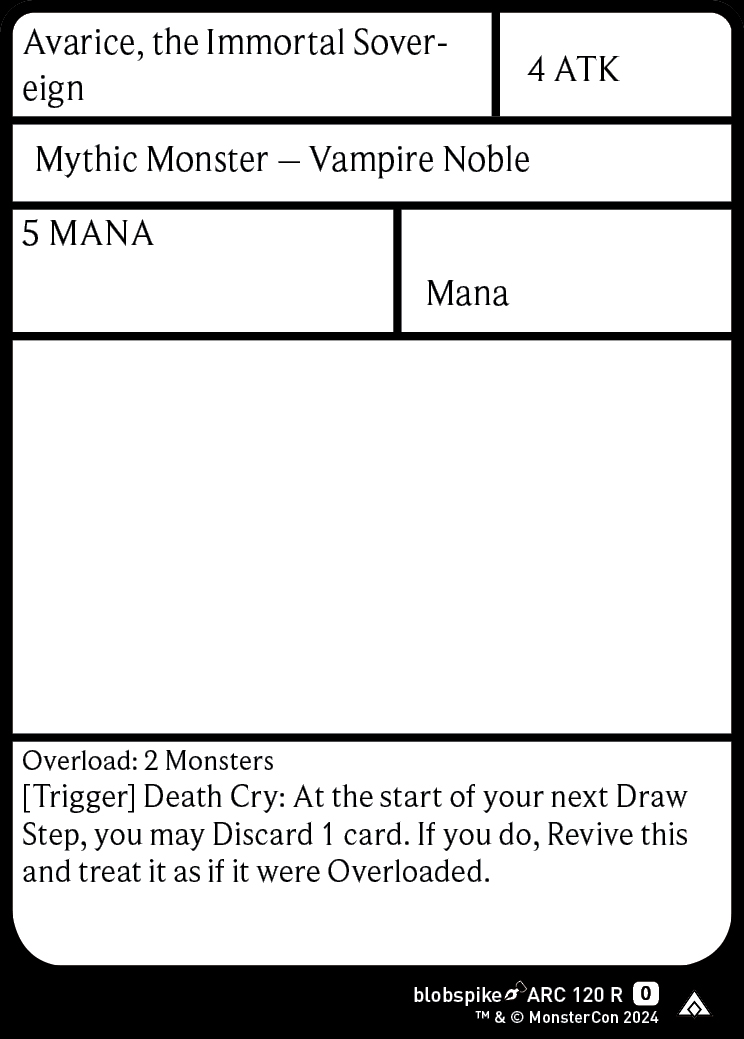 Avarice, the Immortal Sover-
eign
4 ATK
Mythic Monster – Vampire Noble
5 MANA
Mana
Overload: 2 Monsters
[Trigger] Death Cry: At the start of your next Draw
Step, you may Discard 1 card. If you do, Revive this
and treat it as if it were Overloaded.
blobspike ARC 120 R 0
™ & © MonsterCon 2024